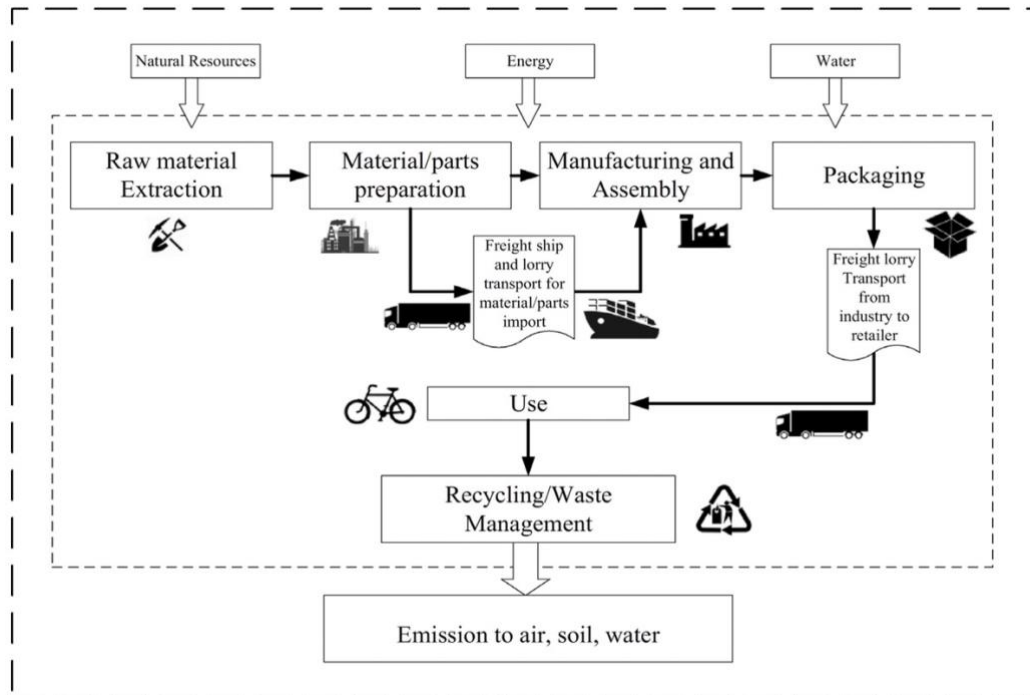 Natural Resources
Energy
Water
Raw material
Extraction
Material/parts
preparation
Manufacturing and
Assembly
Packaging
Freight ship
and lorry
transport for
material/parts
import
Freight lorry
Transport
from
industry to
retailer
Use
Recycling/Waste
Management
Emission to air, soil, water